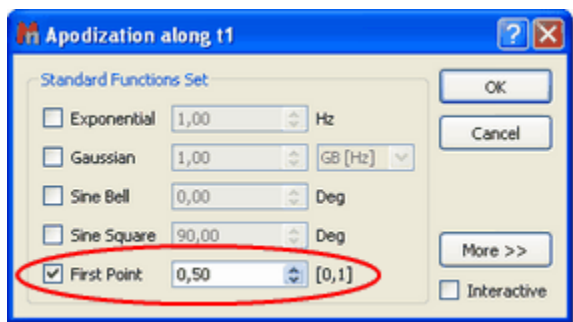 Apodization along t1
Standard Functions Set
Exponential 1,00 Hz
Gaussian 1,00 GB [Hz]
Sine Bell 0,00 Deg
Sine Square 90,00 Deg
First Point 0,50 [0,1]
OK
Cancel
More >>
Interactive